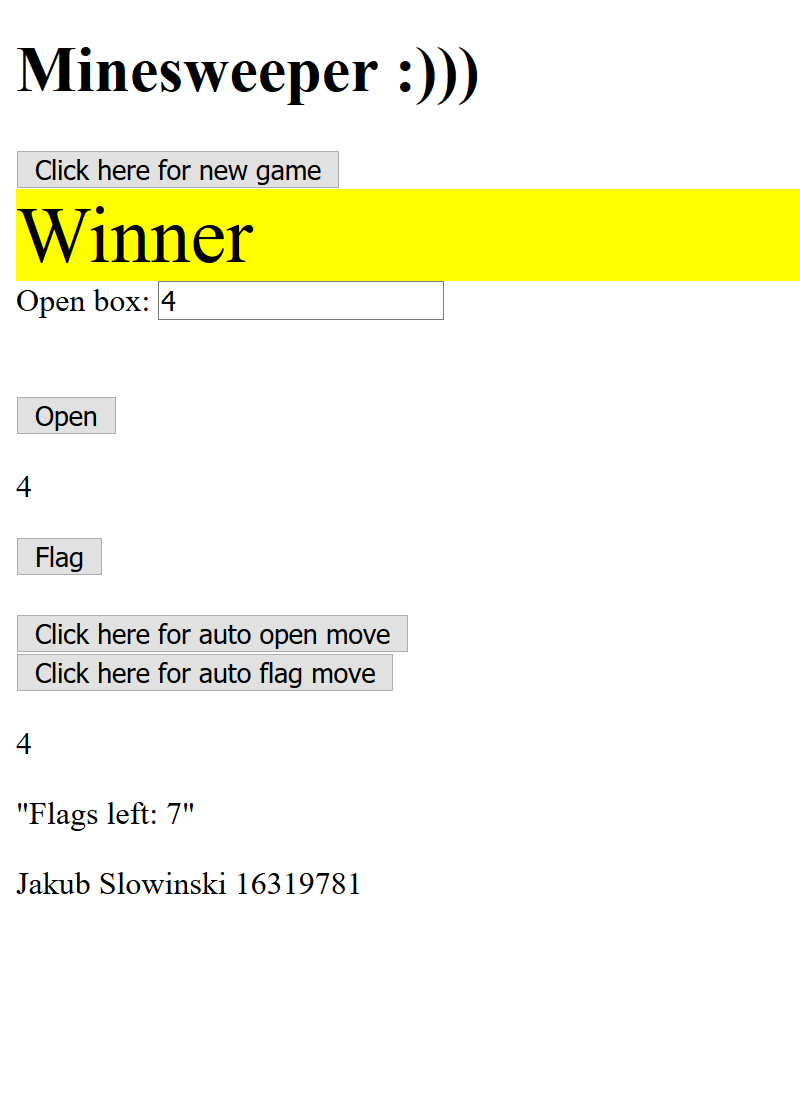 Minesweeper :)))
Click here for new game
Winner
Open box: 4
Open
4
Flag
Click here for auto open move
Click here for auto flag move
4
"Flags left: 7"
Jakub Slowinski 16319781